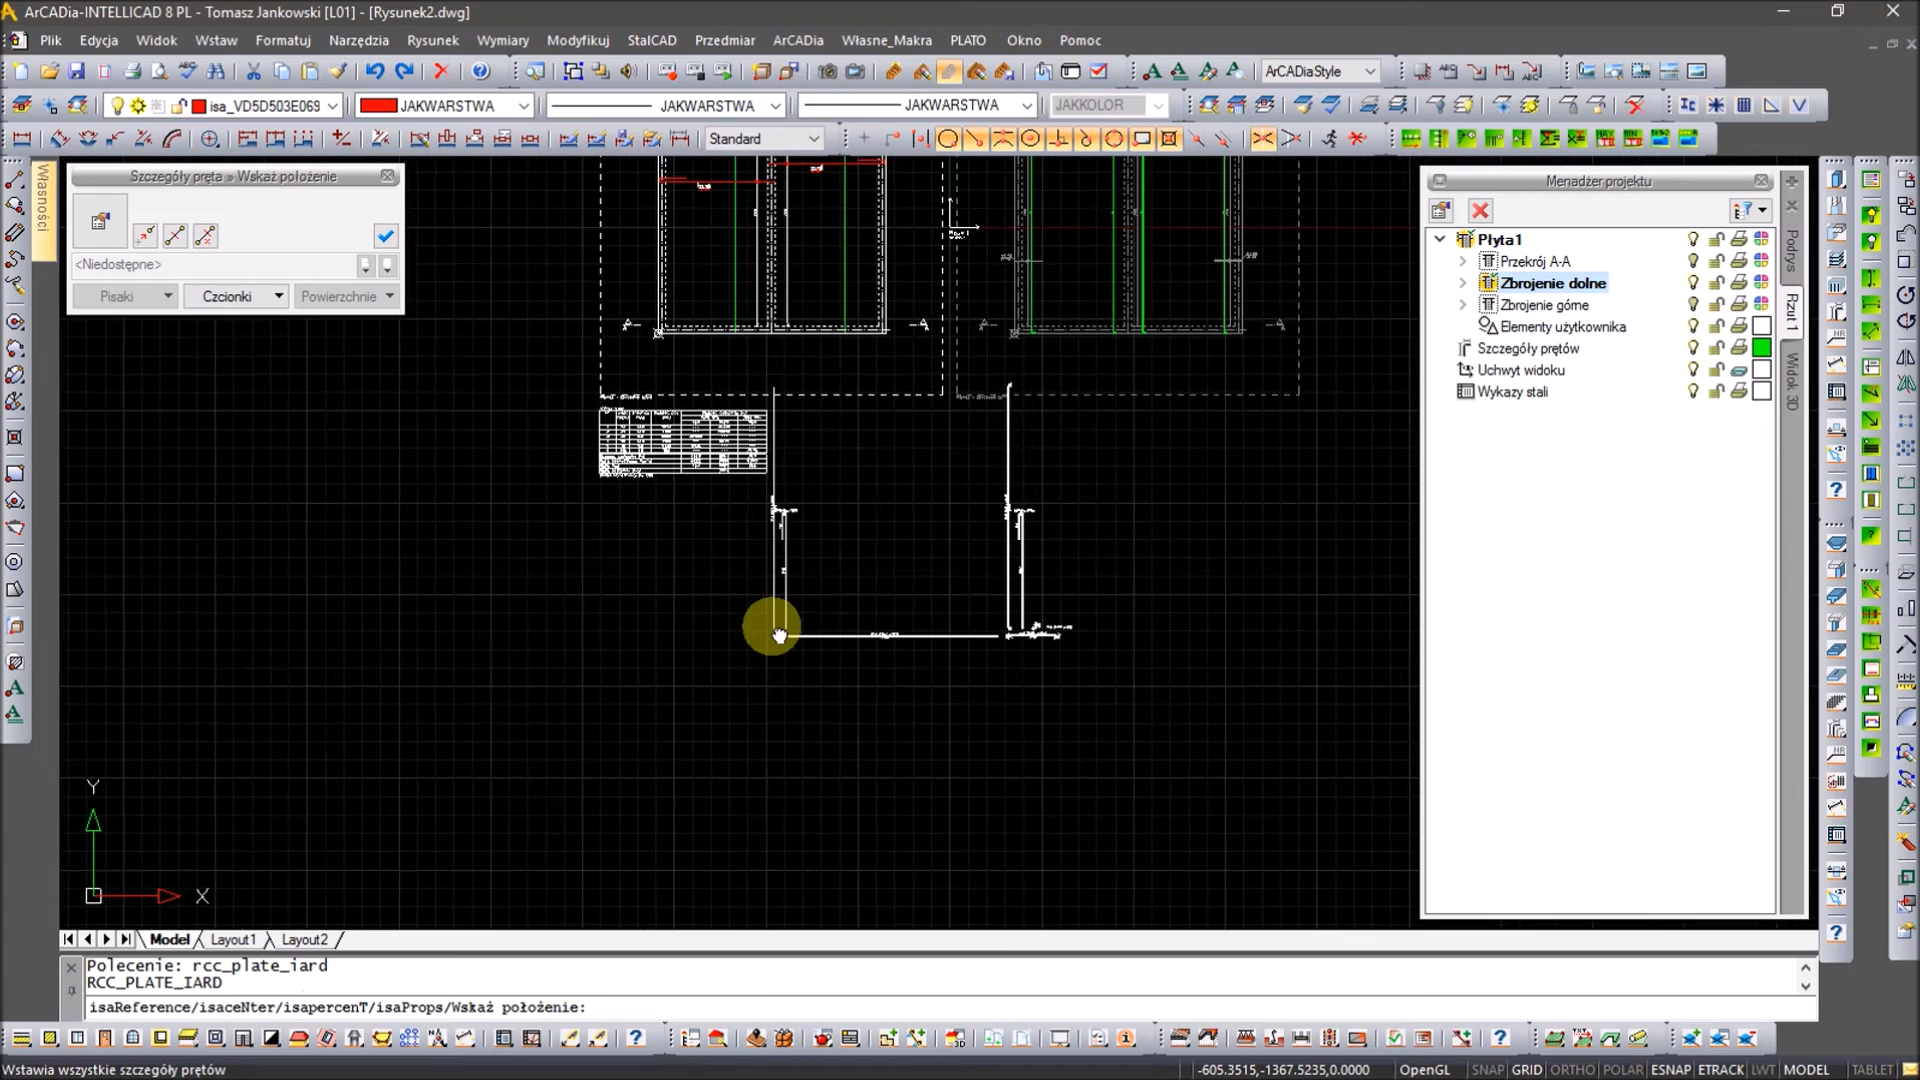 ArCADia-INTELLICAD 8 PL - Tomasz Jankowski [L01] - [Rysunek2.dwg]
Plik Edycja Widok Wstaw Formatuj Narzędzia Rysunek Wymiary Modyfikuj StalCAD Przedmiar ArCADia Własne_Makra PLATO Okno Pomoc
ArCADiaStyle
isa_VD5D503E069 JAKWARSTWA JAKWARSTWA JAKWARSTWA JAKKOLOR
Standard
Własności
Szczegóły pręta » Wskaż położenie
<Niedostępne>
Pisaki Czcionki Powierzchnie
Menadżer projektu
Płyta1
Przekrój A-A
Zbrojenie dolne
Zbrojenie górne
Elementy użytkownika
Szczegóły prętów
Uchwyt widoku
Wykazy stali
Podrys
Rzut 1
Widok 3D
A A A A
Y
X
Model Layout1 Layout2
Polecenie: rcc_plate_iard
RCC_PLATE_IARD
isaReference/isaceNter/isapercenT/isaProps/Wskaż położenie:
Wstawia wszystkie szczegóły prętów
-605.3515,-1367.5235,0.0000 OpenGL SNAP GRID ORTHO POLAR ESNAP ETRACK LWT MODEL TABLET